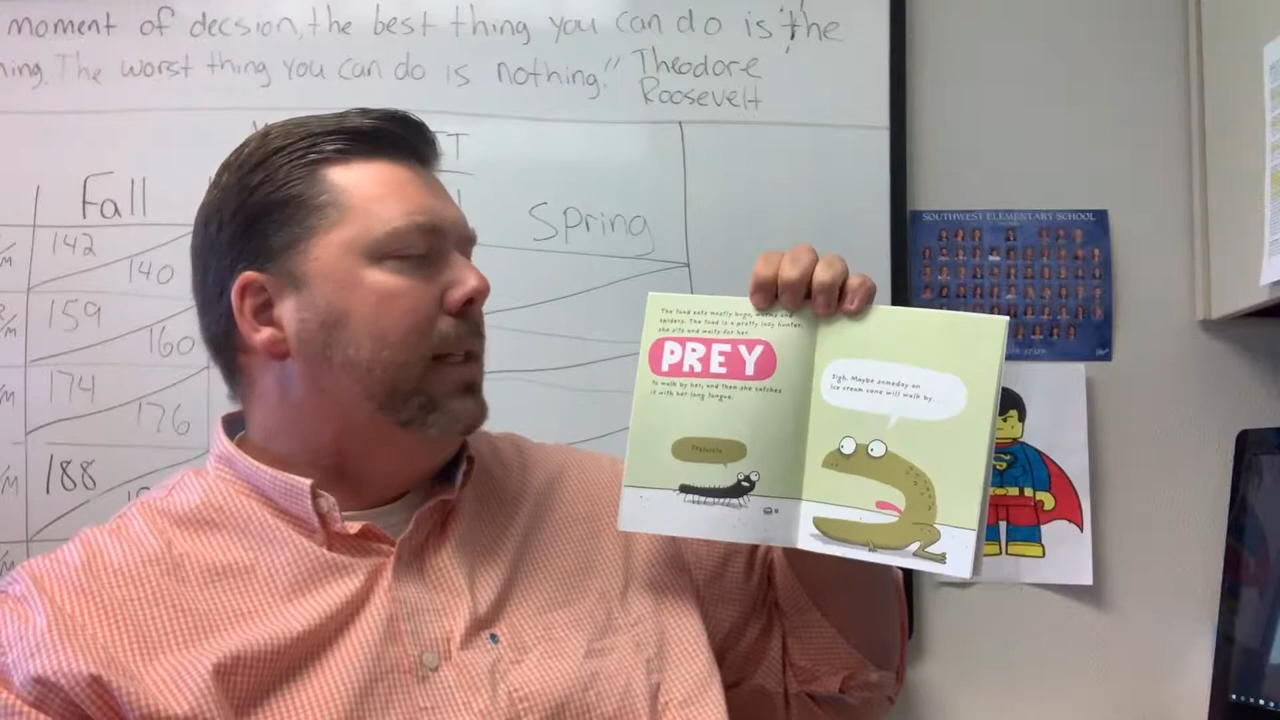 moment of decsion, the best thing you can do is the
ning. The worst thing you can do is nothing." Theodore
Roosevelt
Fall
Spring
142
140
159
160
174
176
188
SOUTHWEST ELEMENTARY SCHOOL
The toad eats mostly bugs, worms and
spiders. The toad is a pretty lazy hunter,
she sits and waits for her
PREY
to walk by her, and then she catches
it with her long tongue.
Sigh. Maybe someday an
ice cream cone will walk by...